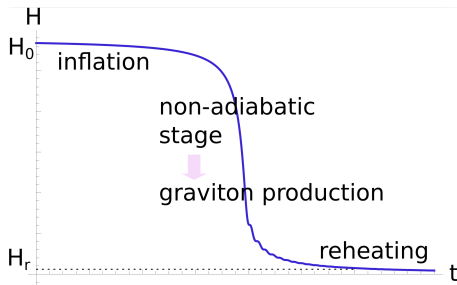 H
H₀
inflation
non-adiabatic
stage
graviton production
reheating
Hᵣ
t